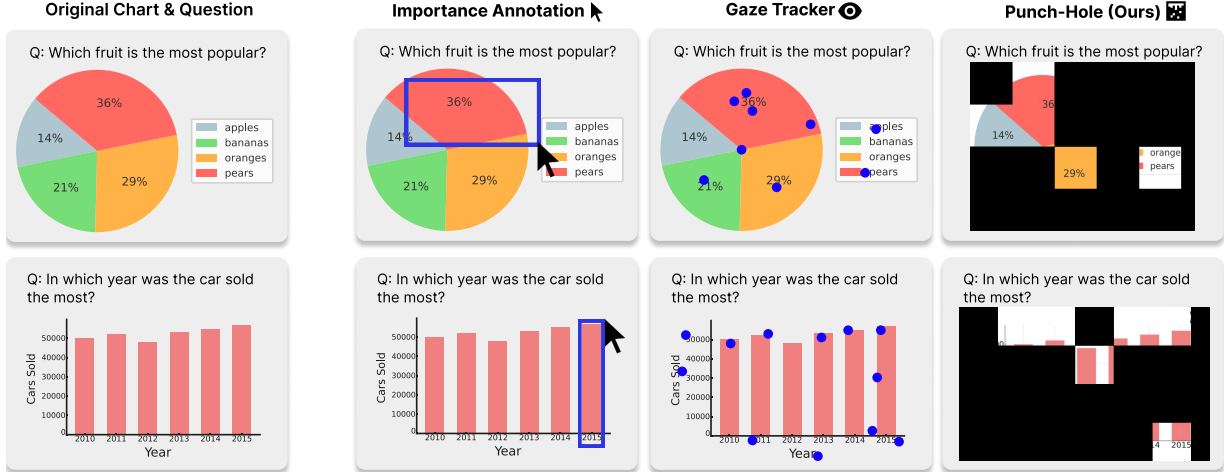 Original Chart & Question
Importance Annotation
Gaze Tracker
Punch-Hole (Ours)
Q: Which fruit is the most popular?
36%
14%
21%
29%
apples
bananas
oranges
pears
Q: Which fruit is the most popular?
36%
14%
21%
29%
apples
bananas
oranges
pears
Q: Which fruit is the most popular?
36%
14%
21%
29%
apples
bananas
oranges
pears
Q: Which fruit is the most popular?
36
14%
29%
orange
pears
Q: In which year was the car sold
the most?
Cars Sold
50000
40000
30000
20000
10000
0
2010 2011 2012 2013 2014 2015
Year
Q: In which year was the car sold
the most?
Cars Sold
50000
40000
30000
20000
10000
0
2010 2011 2012 2013 2014 2015
Year
Q: In which year was the car sold
the most?
Cars Sold
50000
40000
30000
20000
10000
0
2010 2011 2012 2013 2014 2015
Year
Q: In which year was the car sold
the most?
14 2015